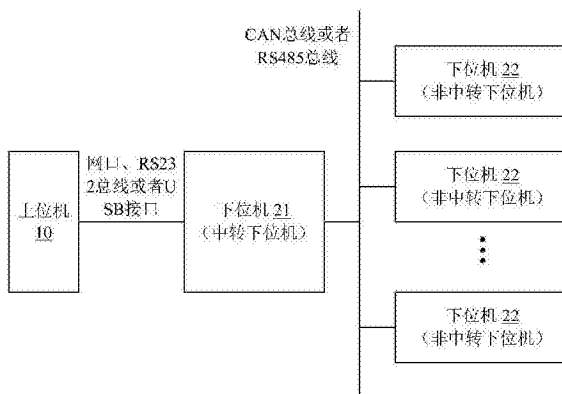 CAN总线或者
RS485总线
下位机 22
(非中转下位机)
网口、RS23
2总线或者U
SB接口
上位机
10
下位机 21
(中转下位机)
下位机 22
(非中转下位机)
下位机 22
(非中转下位机)